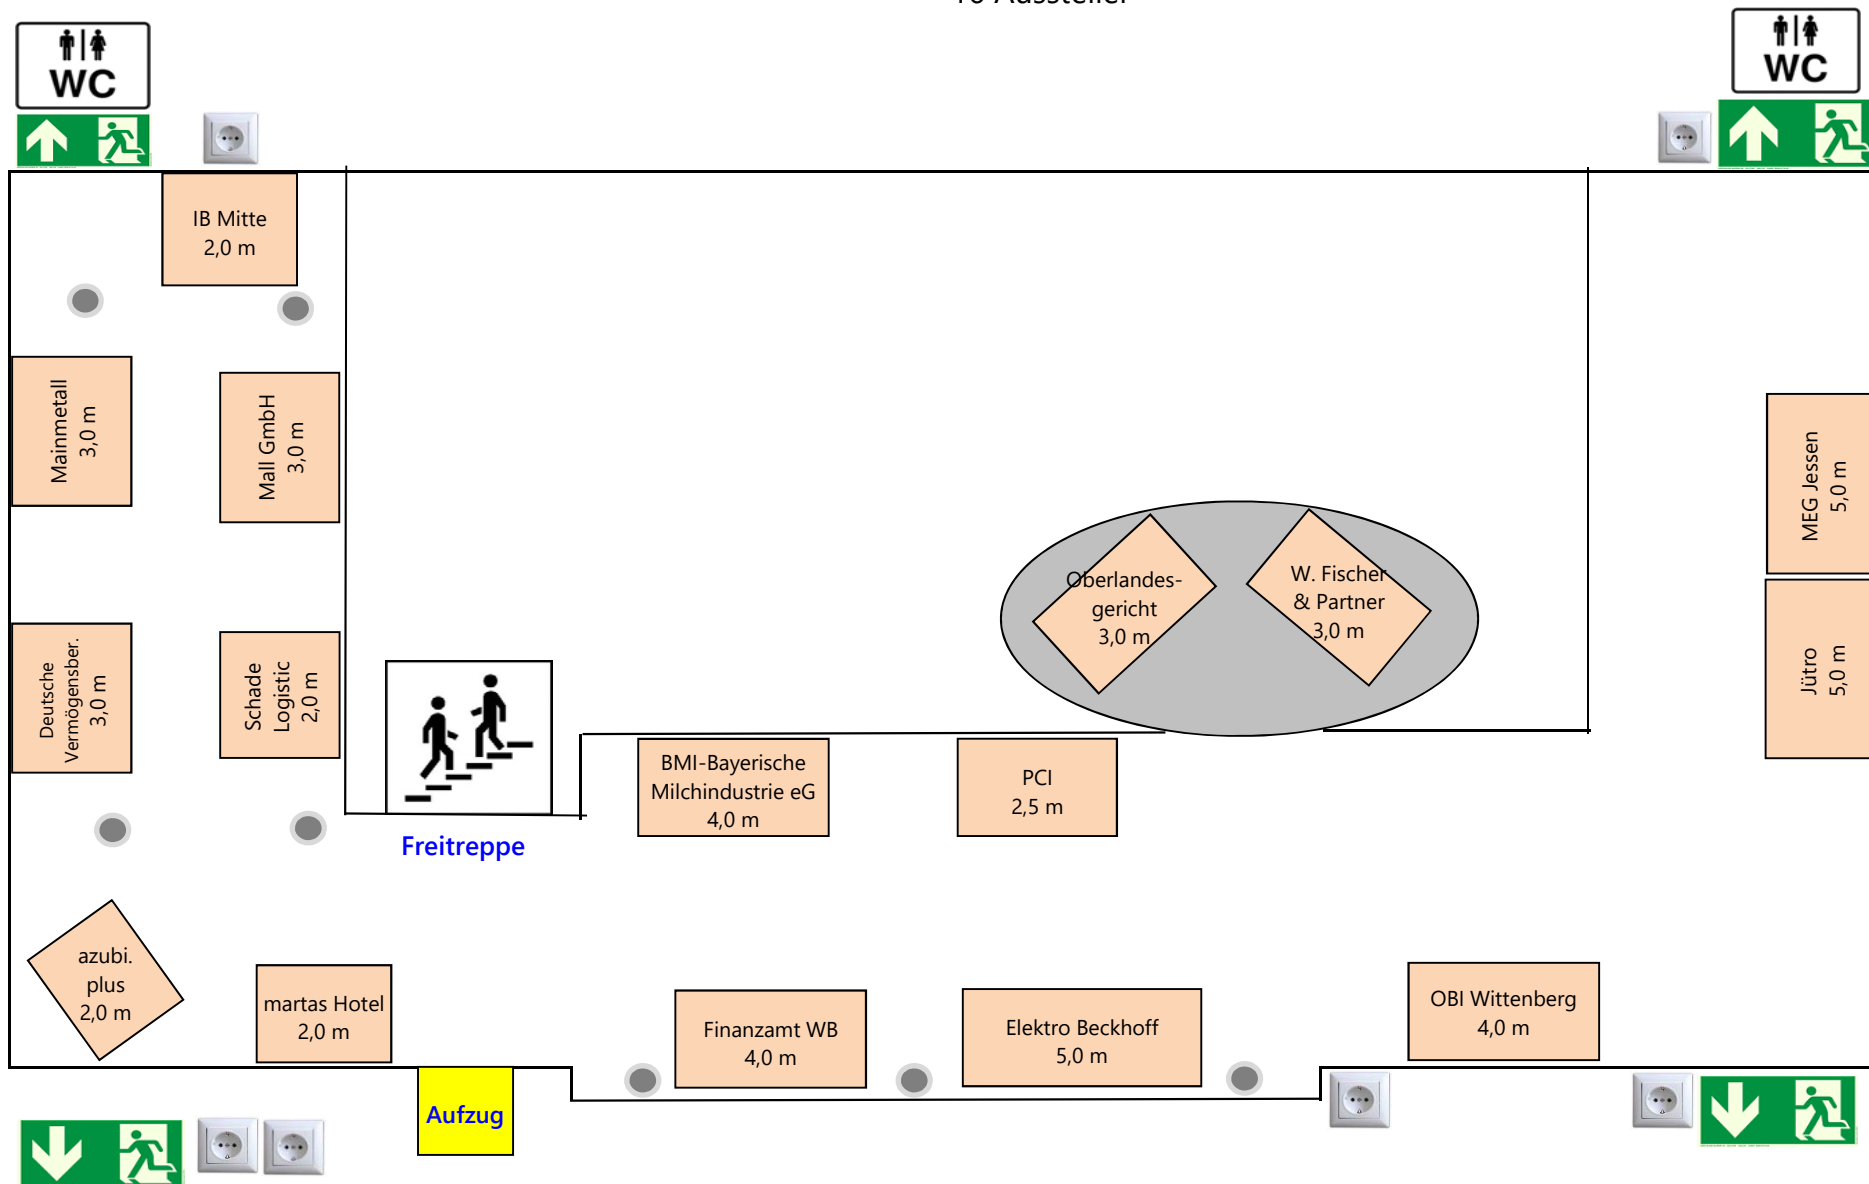 WC
WC
IB Mitte
2,0 m
Mainmetall
3,0 m
Mall GmbH
3,0 m
MEG Jessen
5,0 m
Oberlandes-
gericht
3,0 m
W. Fischer
& Partner
3,0 m
Deutsche
Vermögensber.
3,0 m
Schade
Logistic
2,0 m
Jütro
5,0 m
BMI-Bayerische
Milchindustrie eG
4,0 m
PCI
2,5 m
Freitreppe
azubi.
plus
2,0 m
martas Hotel
2,0 m
Finanzamt WB
4,0 m
Elektro Beckhoff
5,0 m
OBI Wittenberg
4,0 m
Aufzug